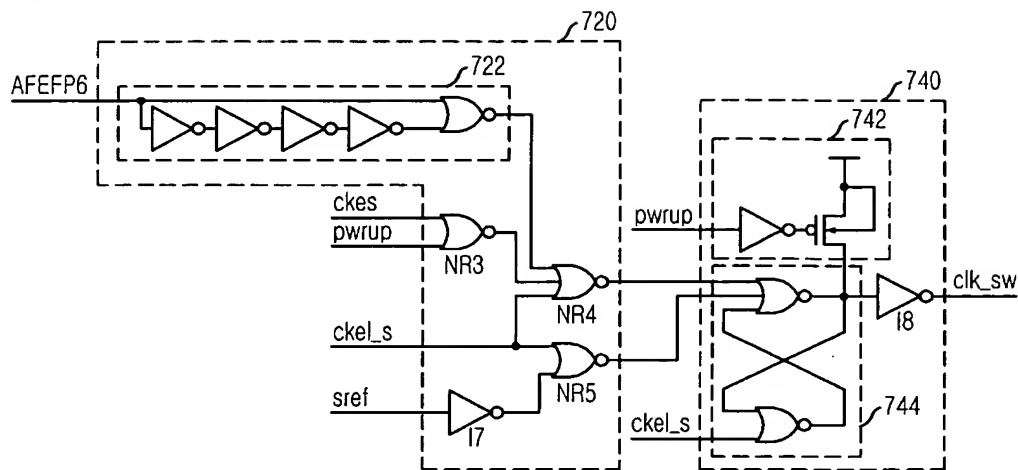 720
722
AFEFP6
740
742
ckes
pwrup
NR3
pwrup
clk_sw
I8
NR4
ckel_s
NR5
sref
I7
744
ckel_s